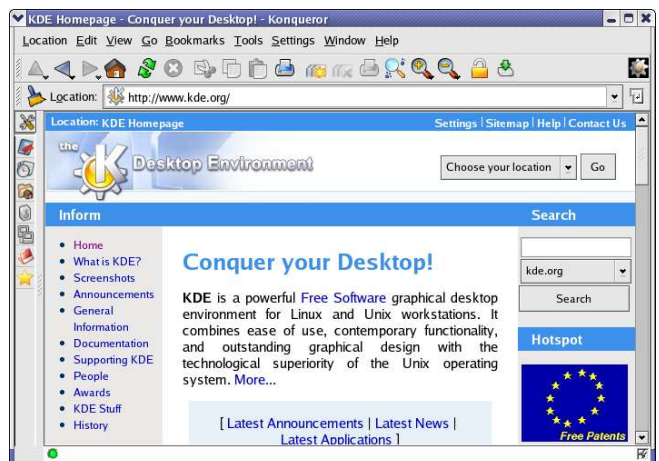 KDE Homepage - Conquer your Desktop! - Konqueror
Location Edit View Go Bookmarks Tools Settings Window Help
Location: http://www.kde.org/
Location: KDE Homepage
Settings | Sitemap | Help | Contact Us
the K Desktop Environment
Choose your location
Go
Inform
Search
Home
What is KDE?
Screenshots
Announcements
General
Information
Documentation
Supporting KDE
People
Awards
KDE Stuff
History
Conquer your Desktop!
KDE is a powerful Free Software graphical desktop
environment for Linux and Unix workstations. It
combines ease of use, contemporary functionality,
and outstanding graphical design with the
technological superiority of the Unix operating
system. More...
[ Latest Announcements | Latest News |
Latest Applications ]
kde.org
Search
Hotspot
Free Patents